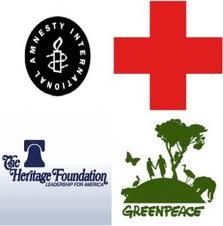 AMNESTY INTERNATIONAL
The Heritage Foundation
LEADERSHIP FOR AMERICA
GREENPEACE